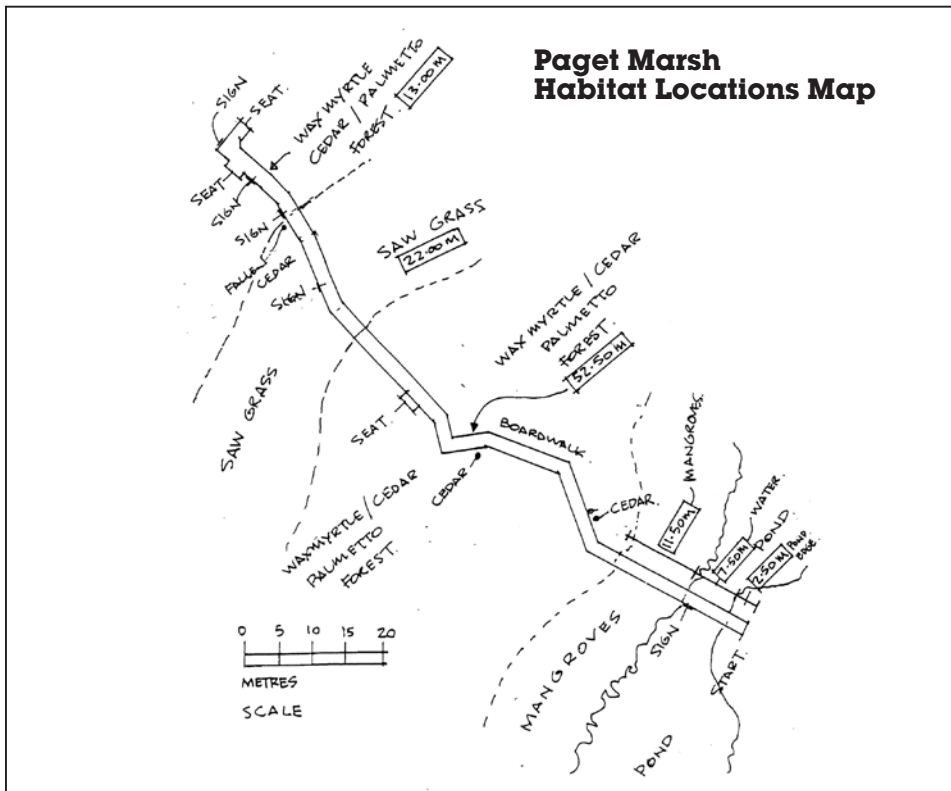 Paget Marsh
Habitat Locations Map
SIGN
SEAT.
WAX MYRTLE
CEDAR / PALMETTO
FOREST.
13.00M
SEAT
SIGN
SIGN
FALLEN
CEDAR
SIGN
SAW GRASS
22.00M
SAW GRASS
WAX MYRTLE / CEDAR
PALMETTO
FOREST.
52.50M
SEAT.
BOARDWALK
CEDAR
CEDAR.
WAXMYRTLE / CEDAR
PALMETTO
FOREST.
MANGROVES.
11.50M
WATER.
POND
7.50M
2.50M
POND
EDGE.
MANGROVES
SIGN
START.
POND
0 5 10 15 20
METRES
SCALE